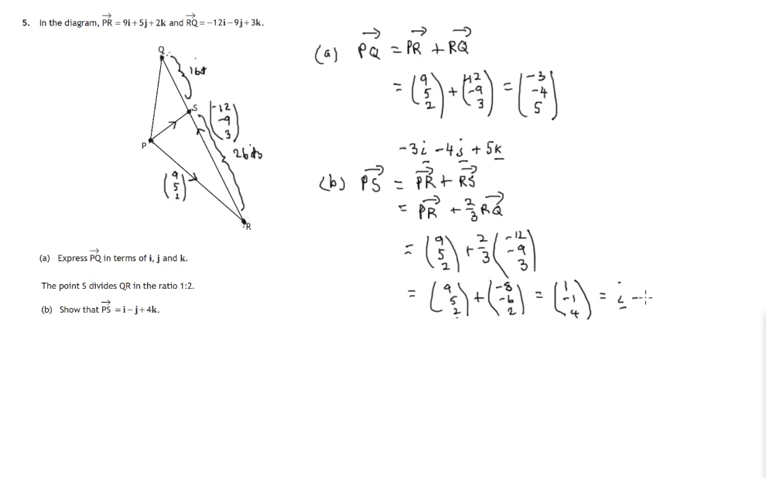 5. In the diagram, PR→ = 9i + 5j + 2k and RQ→ = −12i − 9j + 3k.
Q
1 bit
S
(-12 -9 3)
2 bits
P
(9 5 2)
R
(a) Express PQ→ in terms of i, j and k.
The point S divides QR in the ratio 1:2.
(b) Show that PS→ = i − j + 4k.
(a) PQ→ = PR→ + RQ→
= (9 5 2) + (-12 -9 3) = (-3 -4 5)
-3i - 4j + 5k
(b) PS→ = PR→ + RS→
= PR→ + 2/3 RQ→
= (9 5 2) + 2/3 (-12 -9 3)
= (9 5 2) + (-8 -6 2) = (1 -1 4) = i -